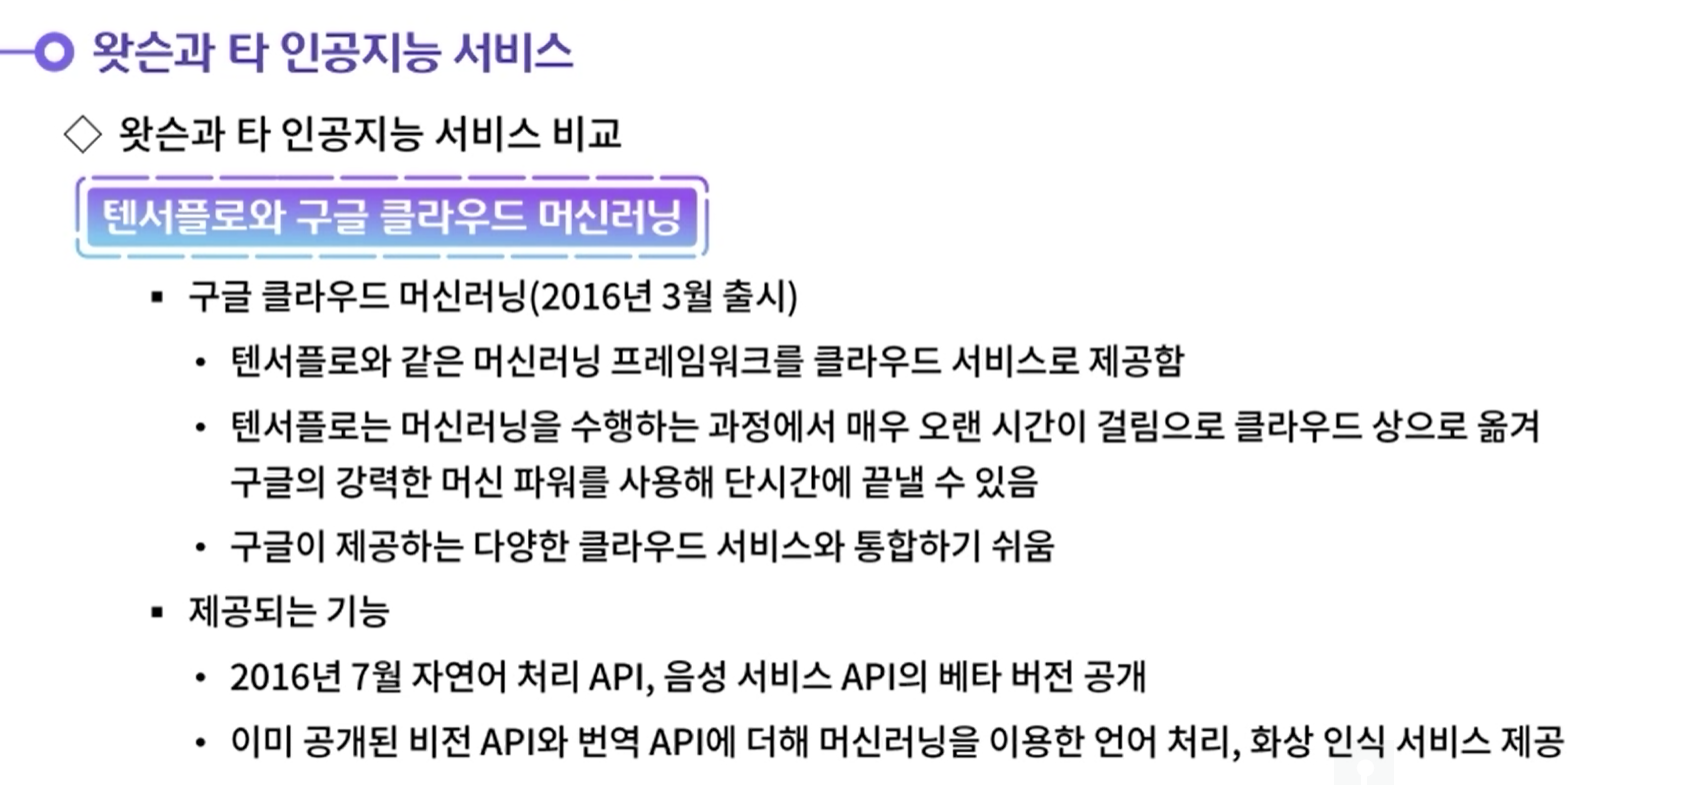 왓슨과 타 인공지능 서비스
◇ 왓슨과 타 인공지능 서비스 비교
텐서플로와 구글 클라우드 머신러닝
▪ 구글 클라우드 머신러닝(2016년 3월 출시)
• 텐서플로와 같은 머신러닝 프레임워크를 클라우드 서비스로 제공함
• 텐서플로는 머신러닝을 수행하는 과정에서 매우 오랜 시간이 걸림으로 클라우드 상으로 옮겨
구글의 강력한 머신 파워를 사용해 단시간에 끝낼 수 있음
• 구글이 제공하는 다양한 클라우드 서비스와 통합하기 쉬움
▪ 제공되는 기능
• 2016년 7월 자연어 처리 API, 음성 서비스 API의 베타 버전 공개
• 이미 공개된 비전 API와 번역 API에 더해 머신러닝을 이용한 언어 처리, 화상 인식 서비스 제공